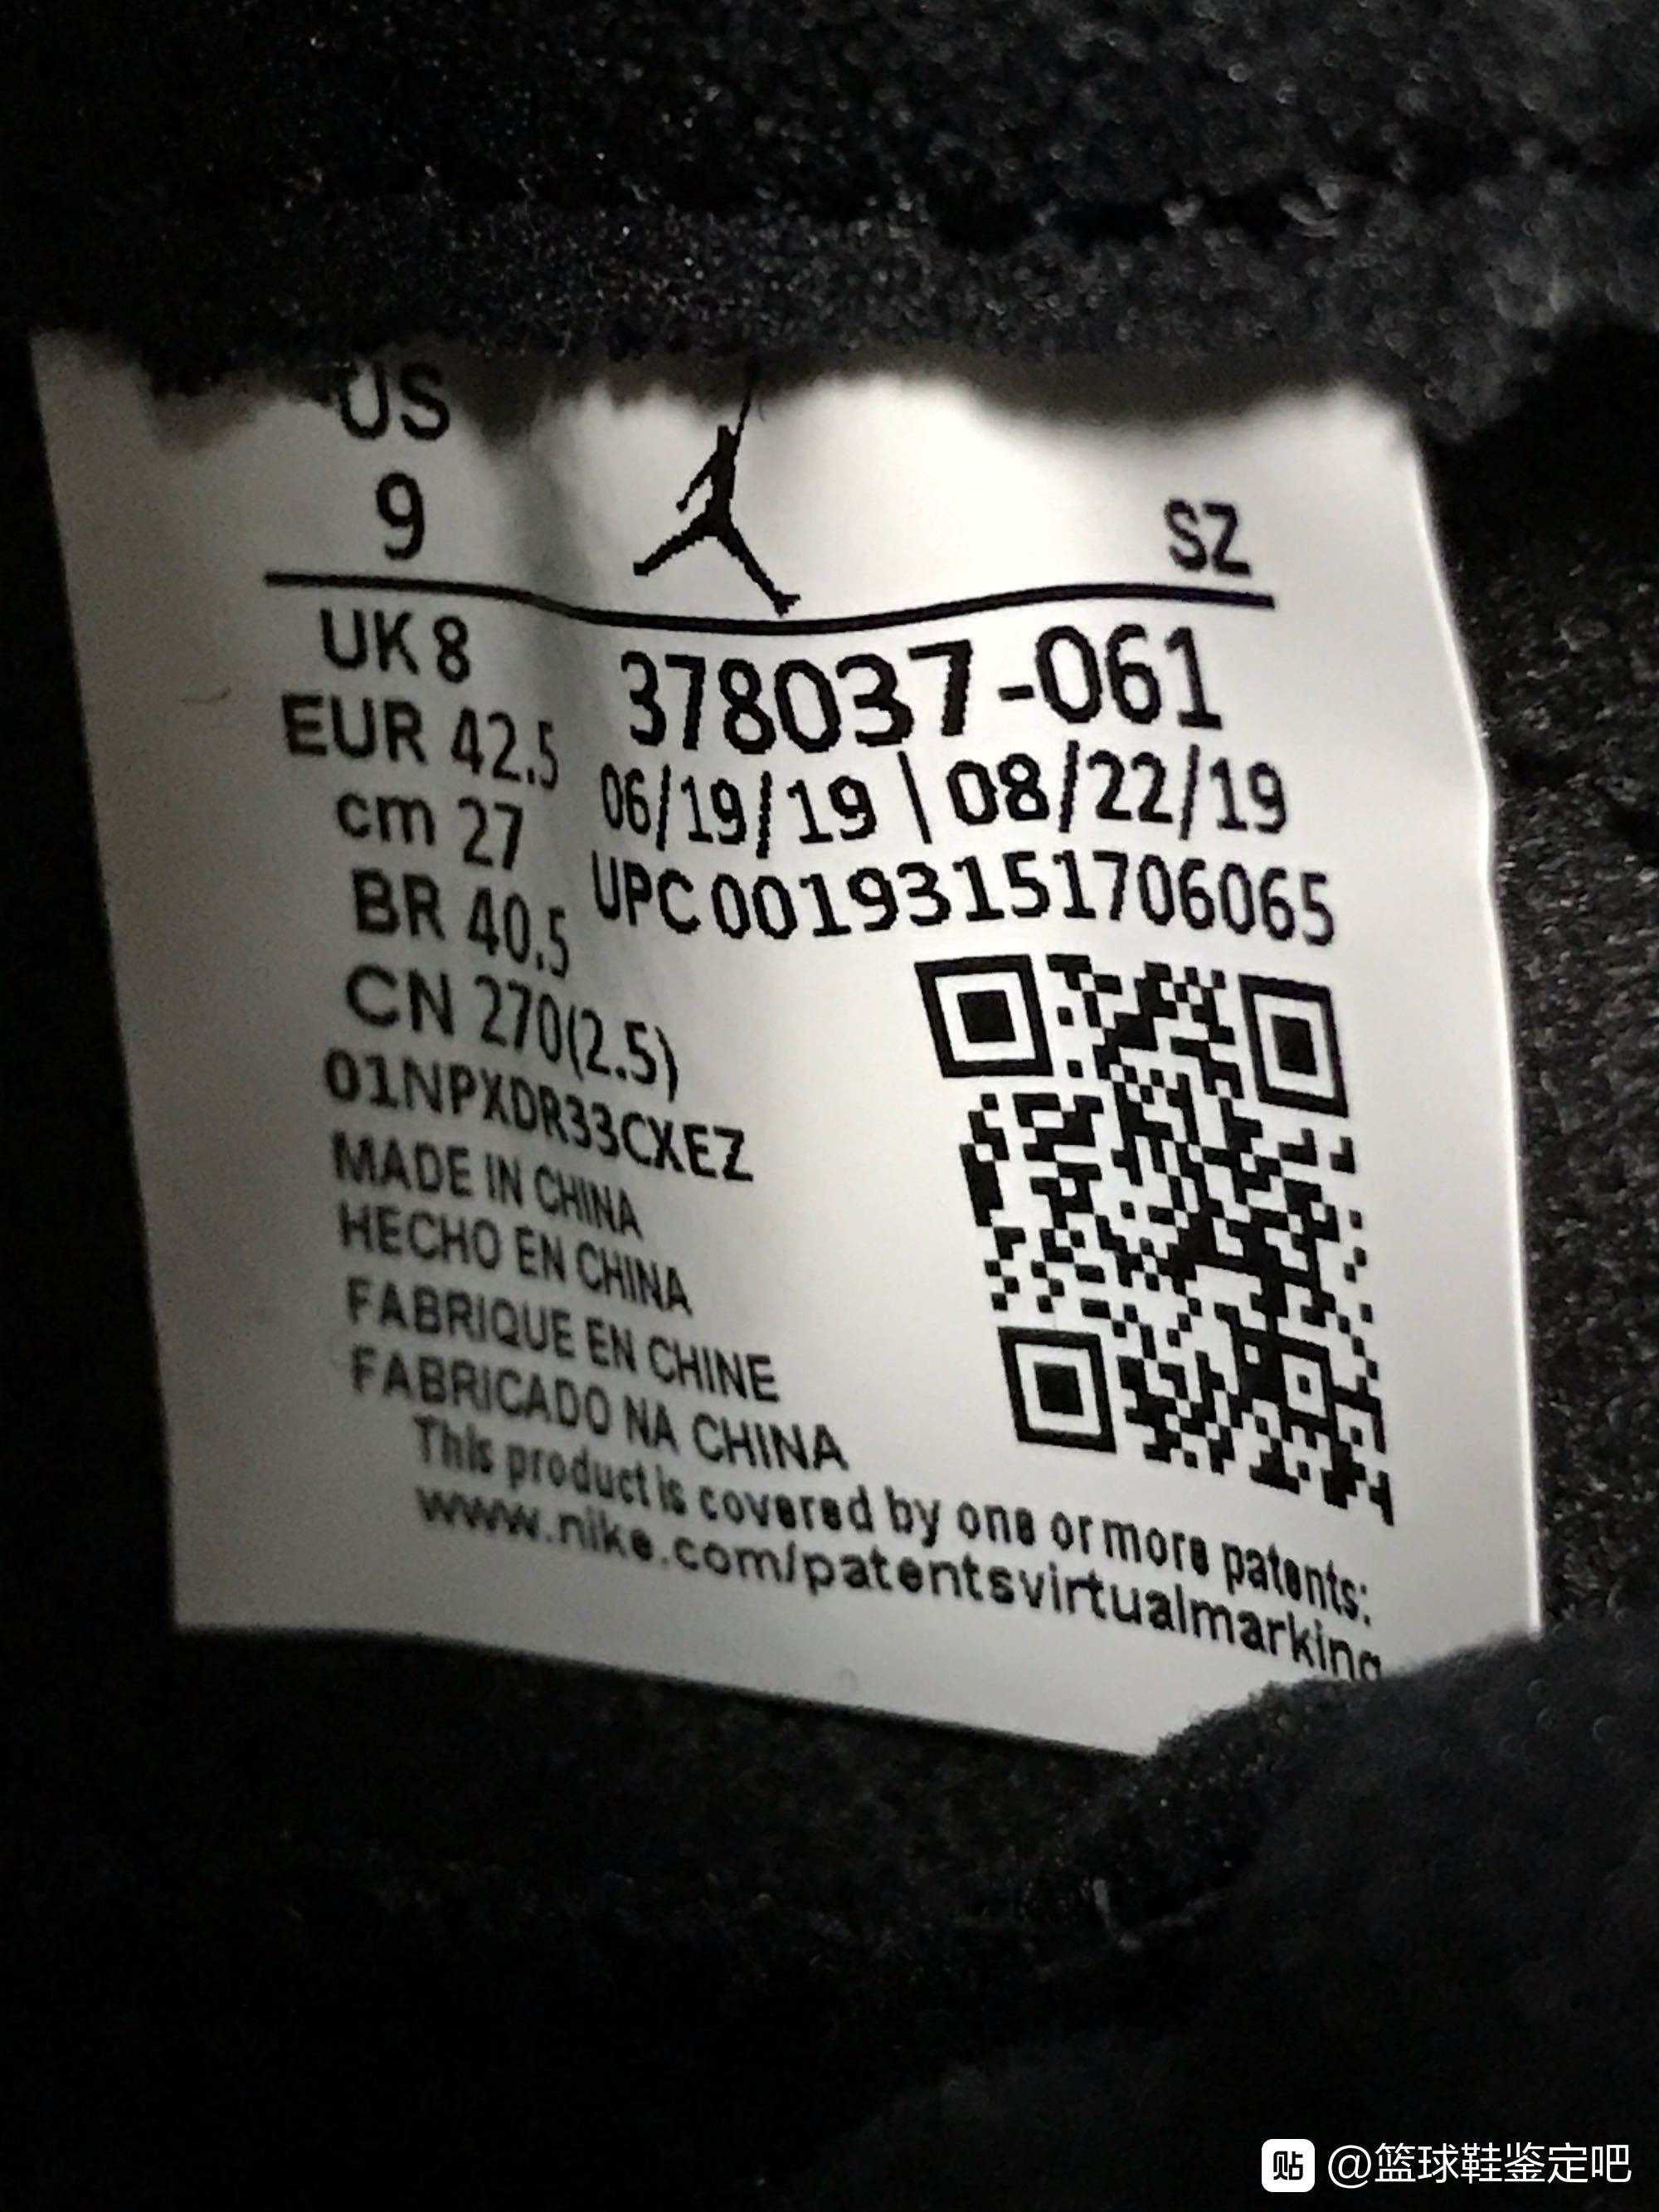 US
9
SZ
UK 8
EUR 42.5
cm 27
BR 40.5
CN 270(2.5)
378037-061
06/19/19 | 08/22/19
UPC 00193151706065
01NPXDR33CXEZ
MADE IN CHINA
HECHO EN CHINA
FABRIQUE EN CHINE
FABRICADO NA CHINA
This product is covered by one or more patents:
www.nike.com/patentsvirtualmarking
贴 @篮球鞋鉴定吧